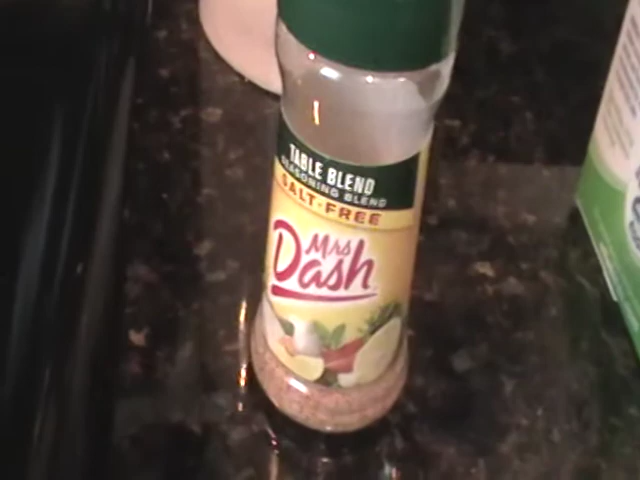 TABLE BLEND
SEASONING BLEND
SALT-FREE
Mrs
Dash